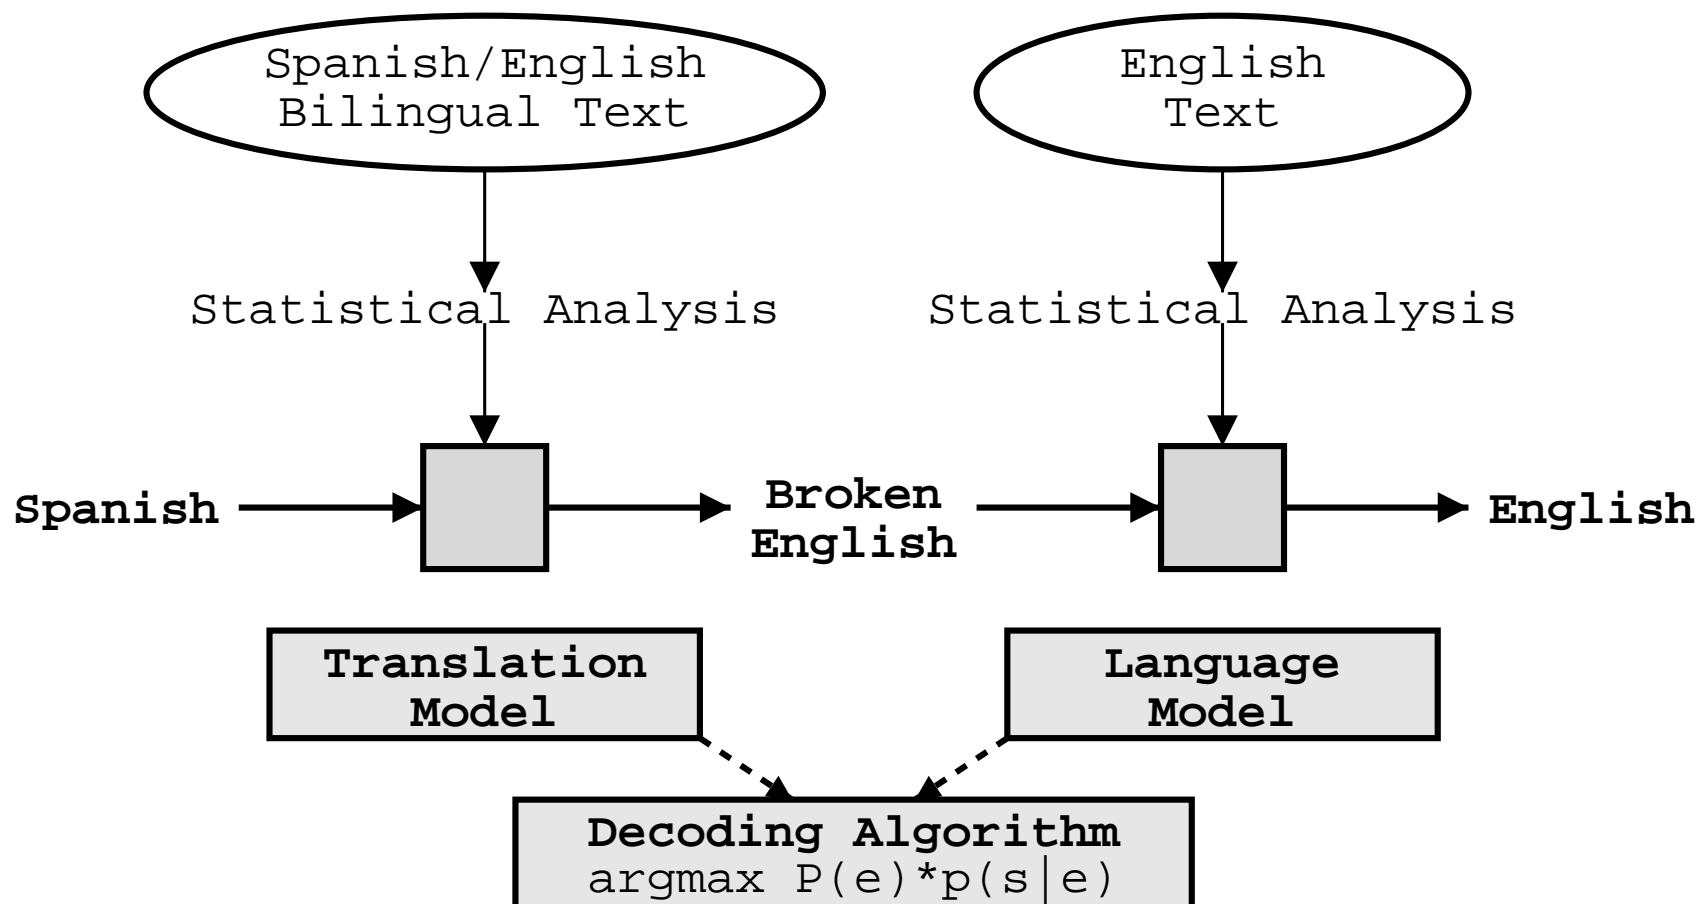 Spanish/English
Bilingual Text
English
Text
Statistical Analysis
Statistical Analysis
Spanish
Broken
English
English
Translation
Model
Language
Model
Decoding Algorithm
argmax P(e)*p(s|e)